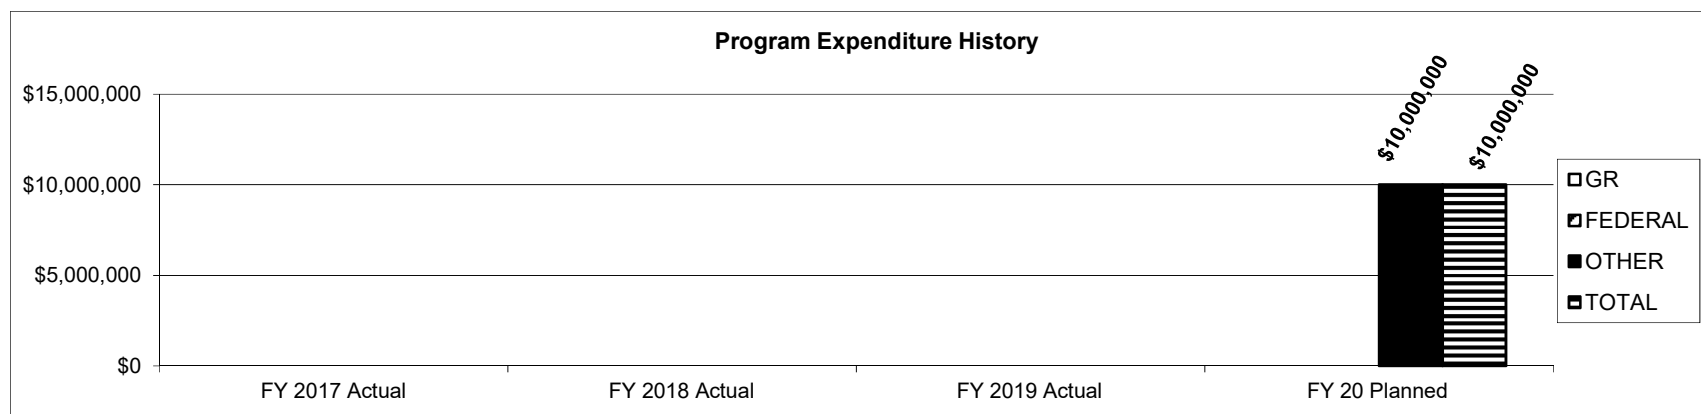 Program Expenditure History
$15,000,000
$10,000,000
$5,000,000
$0
$10,000,000
$10,000,000
FY 2017 Actual
FY 2018 Actual
FY 2019 Actual
FY 20 Planned
GR
FEDERAL
OTHER
TOTAL